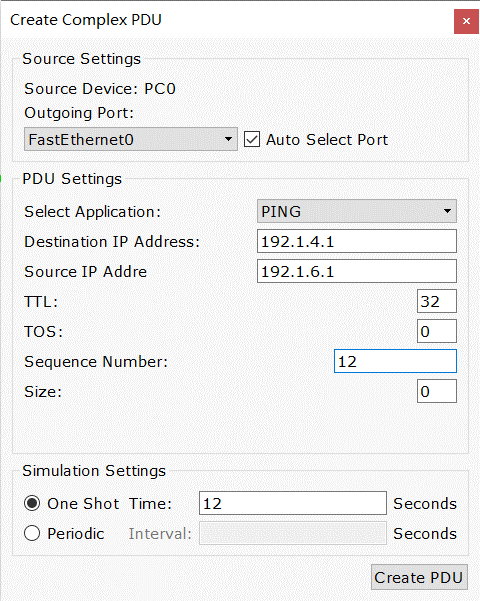 Create Complex PDU
×
Source Settings
Source Device: PC0
Outgoing Port:
FastEthernet0
Auto Select Port
PDU Settings
Select Application: PING
Destination IP Address: 192.1.4.1
Source IP Addre 192.1.6.1
TTL: 32
TOS: 0
Sequence Number: 12
Size: 0
Simulation Settings
One Shot Time: 12 Seconds
Periodic Interval: Seconds
Create PDU